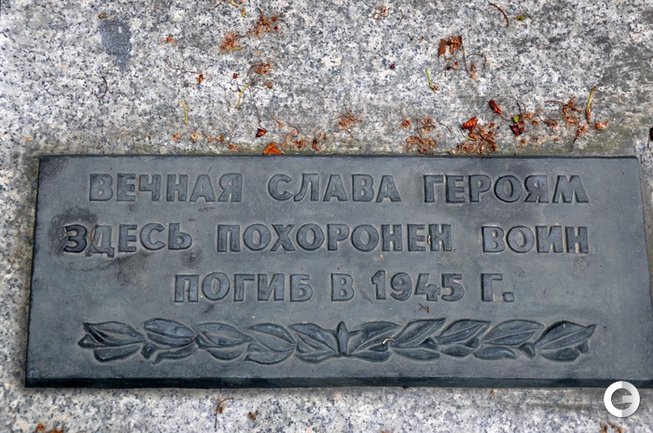 ВЕЧНАЯ СЛАВА ГЕРОЯМ
ЗДЕСЬ ПОХОРОНЕН ВОИН
ПОГИБ В 1945 Г.